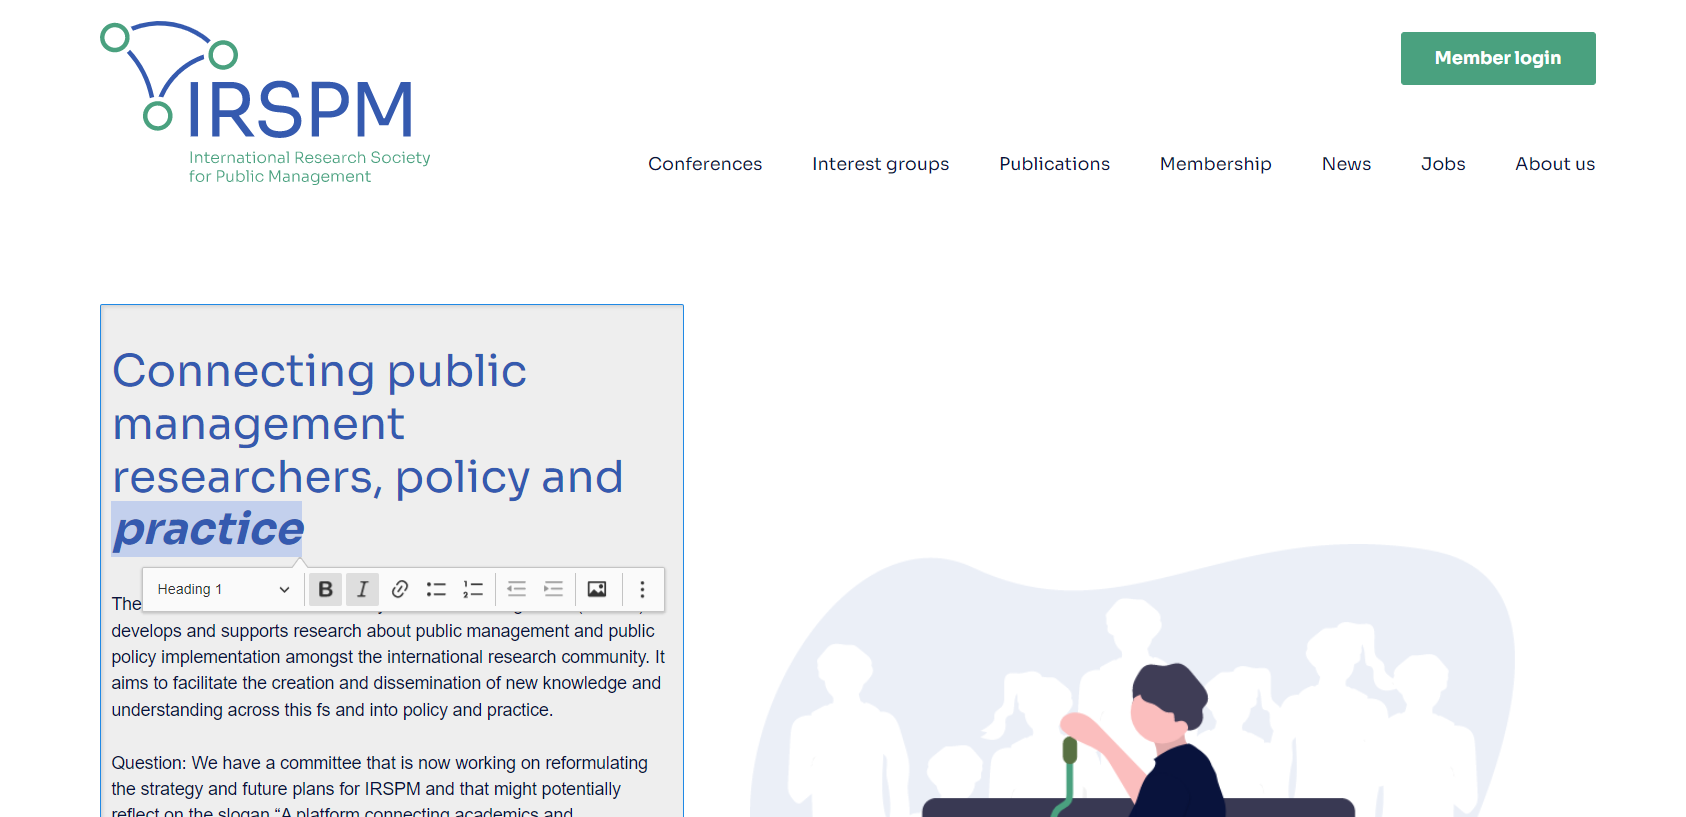 IRSPM
International Research Society
for Public Management
Member login
Conferences Interest groups Publications Membership News Jobs About us
Connecting public
management
researchers, policy and
practice
Heading 1 B I
The
develops and supports research about public management and public
policy implementation amongst the international research community. It
aims to facilitate the creation and dissemination of new knowledge and
understanding across this fs and into policy and practice.
Question: We have a committee that is now working on reformulating
the strategy and future plans for IRSPM and that might potentially
reflect on the slogan “A platform connecting academics and